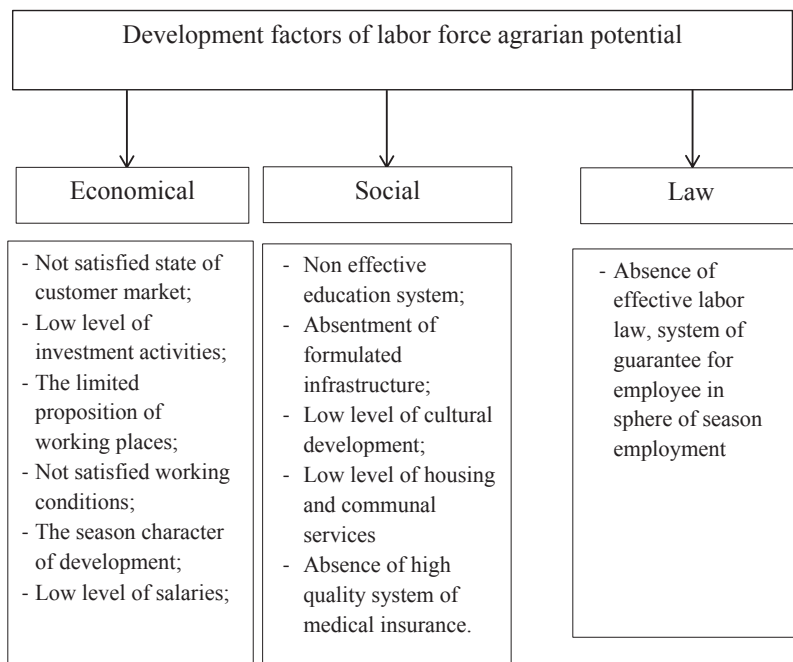 Development factors of labor force agrarian potential
Economical
- Not satisfied state of
customer market;
- Low level of
investment activities;
- The limited
proposition of
working places;
- Not satisfied working
conditions;
- The season character
of development;
- Low level of salaries;
Social
- Non effective
education system;
- Absentment of
formulated
infrastructure;
- Low level of cultural
development;
- Low level of housing
and communal
services
- Absence of high
quality system of
medical insurance.
Law
- Absence of
effective labor
law, system of
guarantee for
employee in
sphere of season
employment